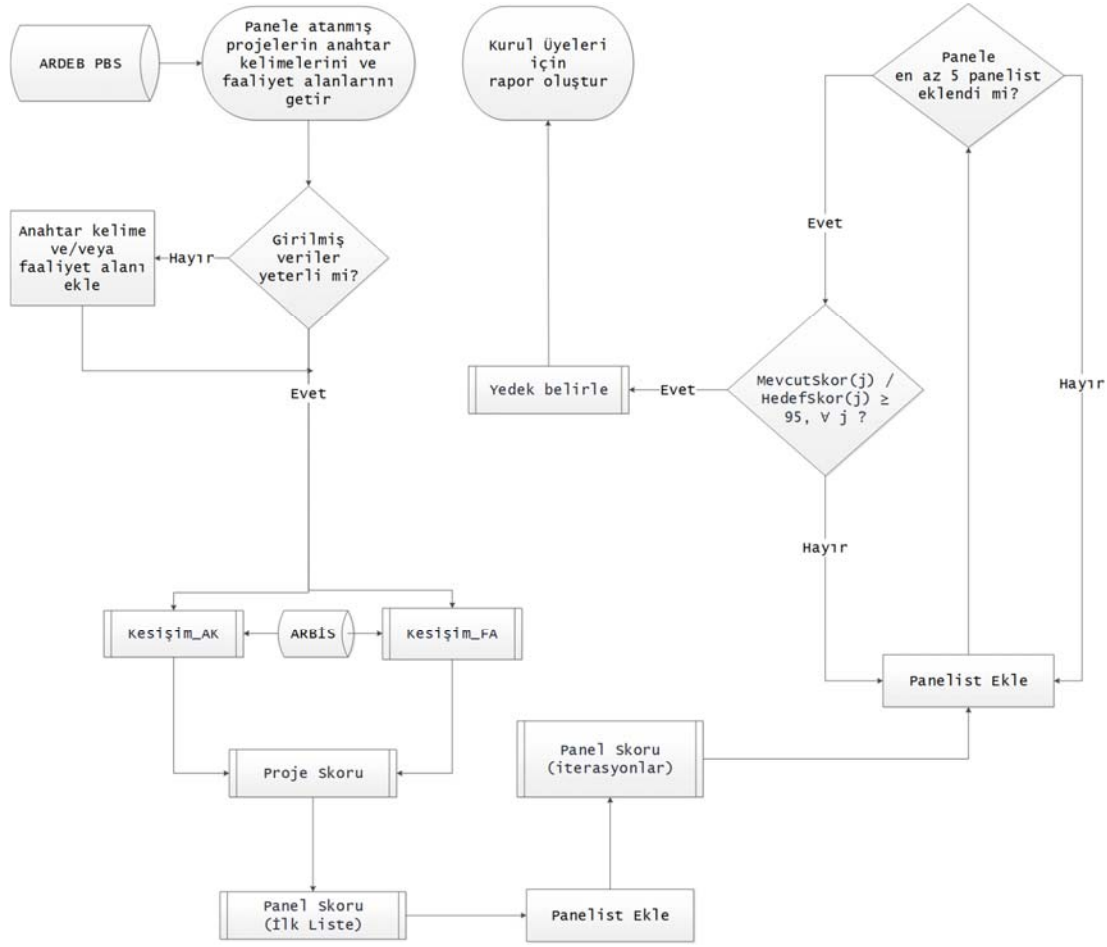 ARDEB PBS
Panele atanmış
projelerin anahtar
kelimelerini ve
faaliyet alanlarını
getir
Anahtar kelime
ve/veya
faaliyet alanı
ekle
Hayır
Girilmiş
veriler
yeterli mi?
Evet
Kesişim_AK
ARBİS
Kesişim_FA
Proje Skoru
Panel Skoru
(İlk Liste)
Panelist Ekle
Panel Skoru
(iterasyonlar)
Panelist Ekle
Panele
en az 5 panelist
eklendi mi?
Evet
Hayır
MevcutSkor(j) /
HedefSkor(j) ≥
95, ∀ j ?
Hayır
Evet
Yedek belirle
Kurul Üyeleri
için
rapor oluştur